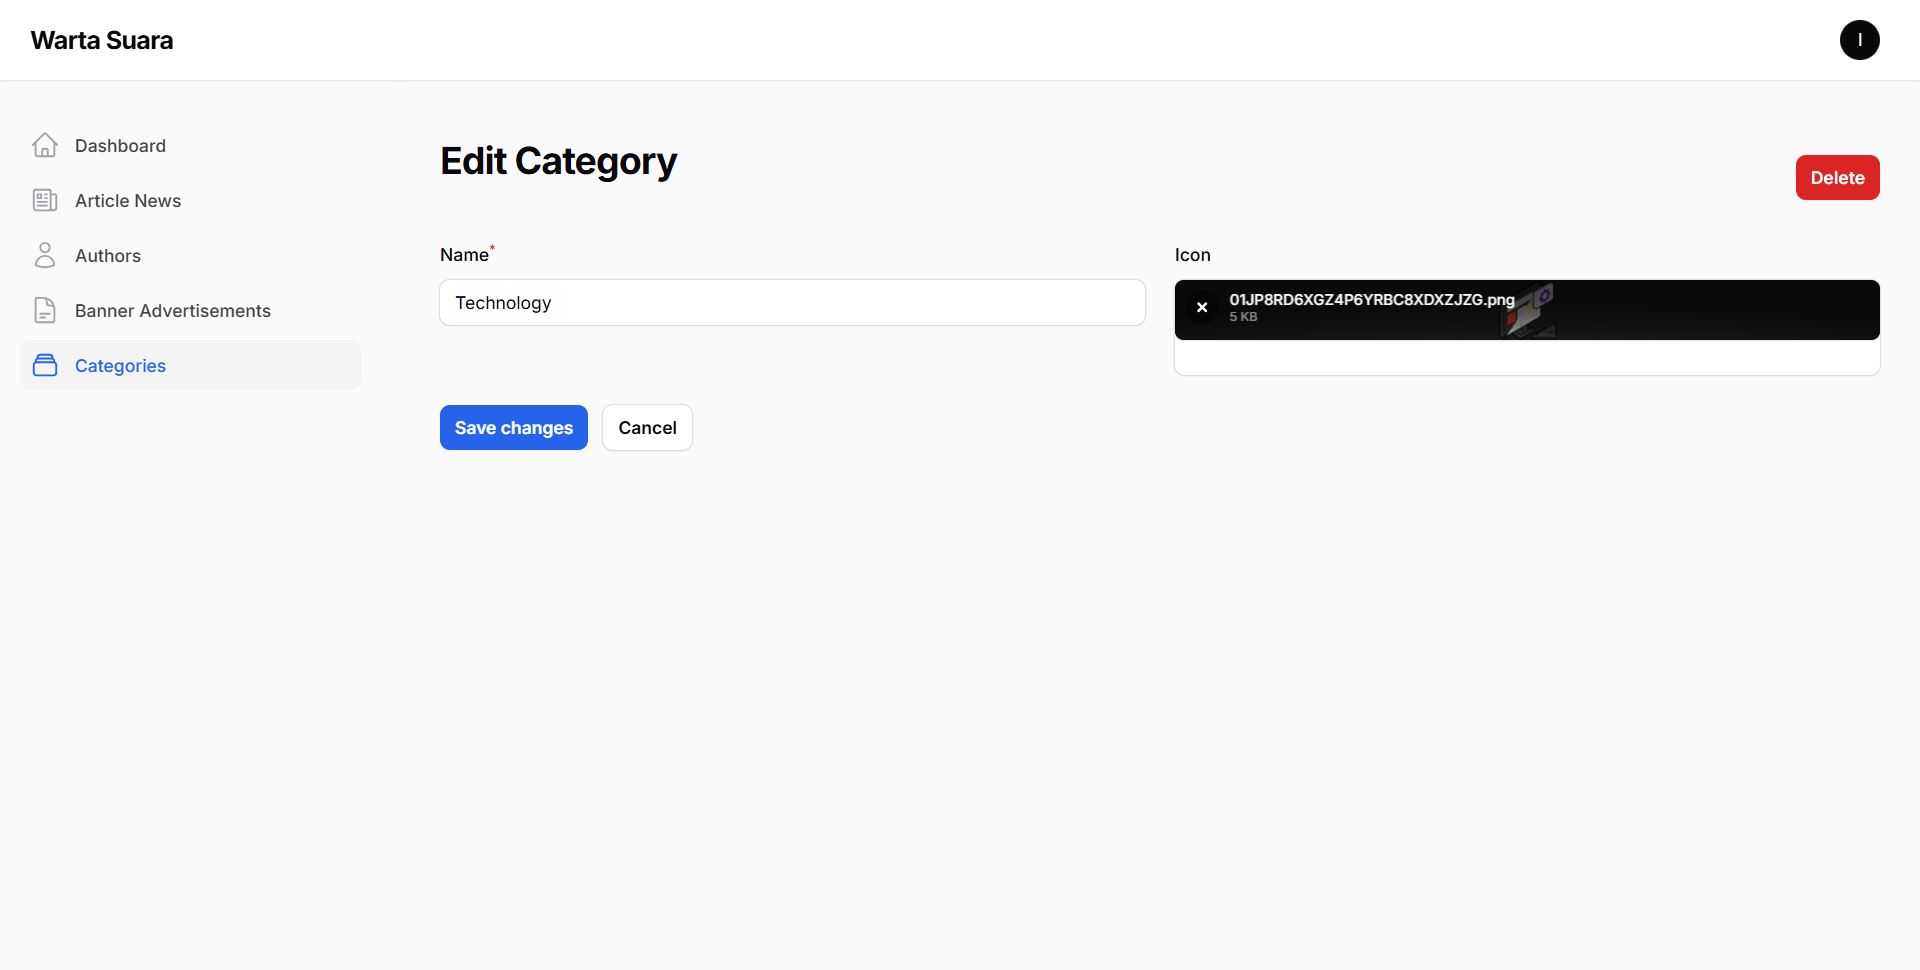 Warta Suara
I
Dashboard
Article News
Authors
Banner Advertisements
Categories
Edit Category
Delete
Name*
Technology
Icon
01JP8RD6XGZ4P6YRBC8XDXZJZG.png
5 KB
Save changes
Cancel